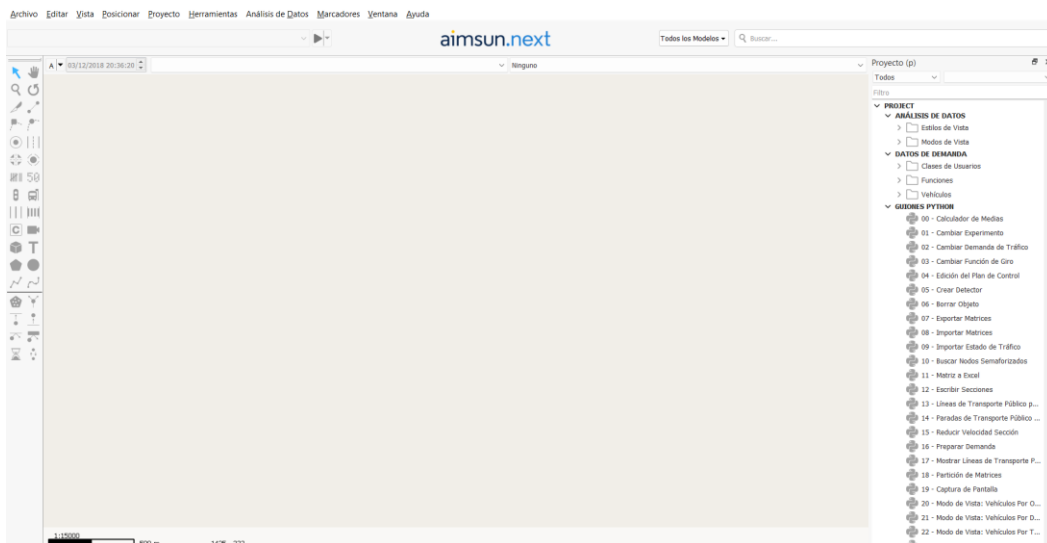 Archivo Editar Vista Posicionar Proyecto Herramientas Análisis de Datos Marcadores Ventana Ayuda
aimsun.next
Todos los Modelos
Buscar...
A 03/12/2018 20:36:20
Ninguno
Proyecto (p)
Todos
Filtro
PROJECT
ANÁLISIS DE DATOS
Estilos de Vista
Modos de Vista
DATOS DE DEMANDA
Clases de Usuarios
Funciones
Vehículos
GUIONES PYTHON
00 - Calculador de Medias
01 - Cambiar Experimento
02 - Cambiar Demanda de Tráfico
03 - Cambiar Función de Giro
04 - Edición del Plan de Control
05 - Crear Detector
06 - Borrar Objeto
07 - Exportar Matrices
08 - Importar Matrices
09 - Importar Estado de Tráfico
10 - Buscar Nodos Semaforizados
11 - Matriz a Excel
12 - Escribir Secciones
13 - Líneas de Transporte Público p...
14 - Paradas de Transporte Público ...
15 - Reducir Velocidad Sección
16 - Preparar Demanda
17 - Mostrar Líneas de Transporte P...
18 - Partición de Matrices
19 - Captura de Pantalla
20 - Modo de Vista: Vehículos Por O...
21 - Modo de Vista: Vehículos Por D...
22 - Modo de Vista: Vehículos Por T...
50
C
T
1:15000